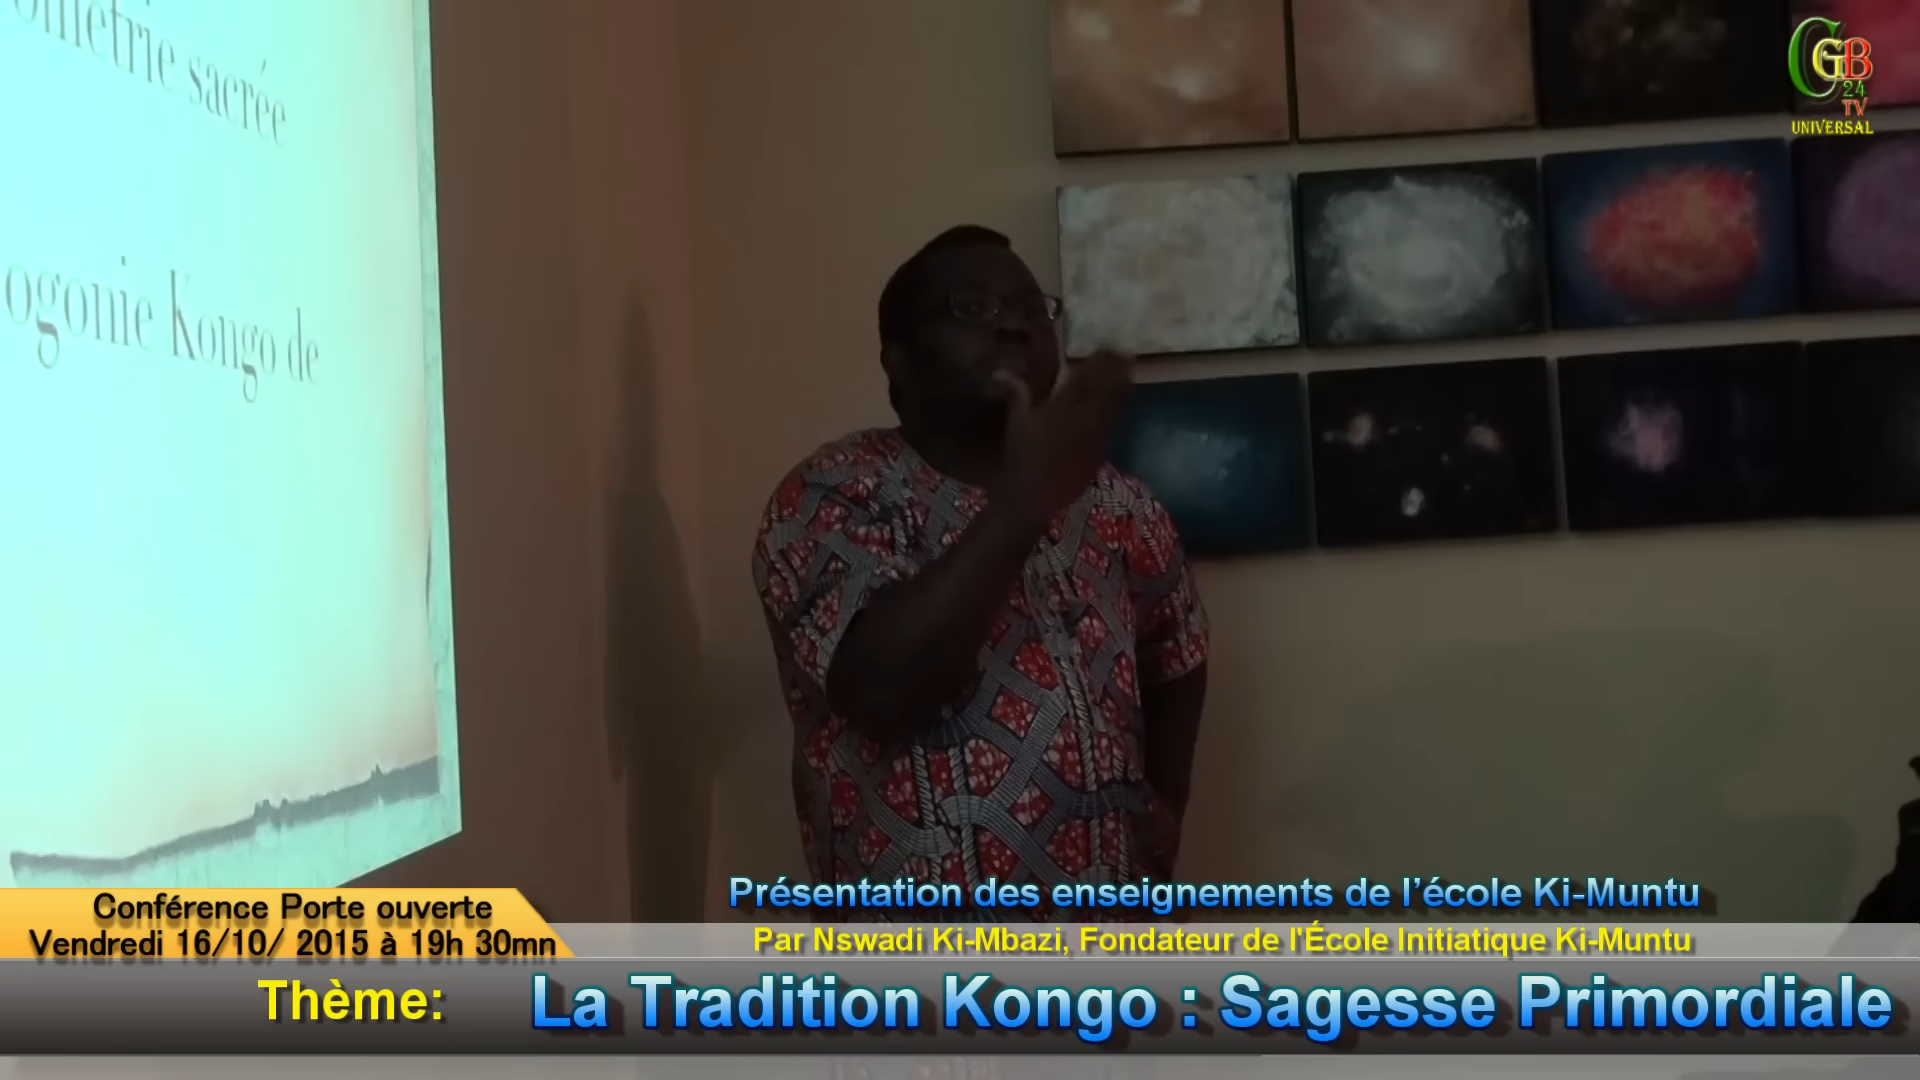 ométrie sacrée
ogonie Kongo de
CGB
24
TV
UNIVERSAL
Conférence Porte ouverte
Vendredi 16/10/ 2015 à 19h 30mn
Présentation des enseignements de l’école Ki-Muntu
Par Nswadi Ki-Mbazi, Fondateur de l'École Initiatique Ki-Muntu
Thème: La Tradition Kongo : Sagesse Primordiale